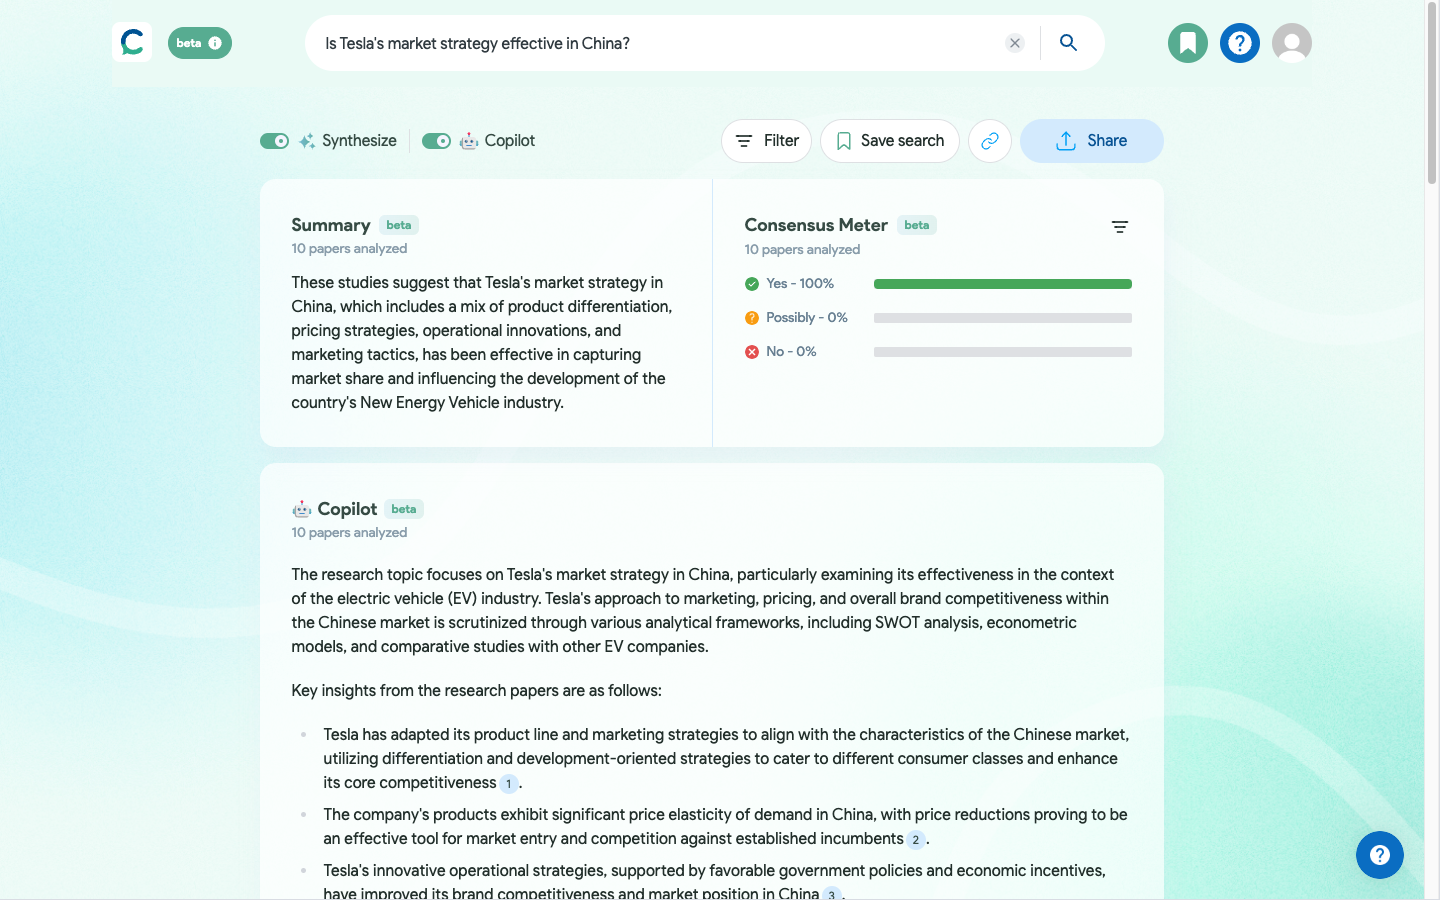 beta
Is Tesla's market strategy effective in China?
Synthesize
Copilot
Filter
Save search
Share
Summary beta
10 papers analyzed
These studies suggest that Tesla's market strategy in
China, which includes a mix of product differentiation,
pricing strategies, operational innovations, and
marketing tactics, has been effective in capturing
market share and influencing the development of the
country's New Energy Vehicle industry.
Consensus Meter beta
10 papers analyzed
Yes - 100%
Possibly - 0%
No - 0%
Copilot beta
10 papers analyzed
The research topic focuses on Tesla's market strategy in China, particularly examining its effectiveness in the context
of the electric vehicle (EV) industry. Tesla's approach to marketing, pricing, and overall brand competitiveness within
the Chinese market is scrutinized through various analytical frameworks, including SWOT analysis, econometric
models, and comparative studies with other EV companies.
Key insights from the research papers are as follows:
Tesla has adapted its product line and marketing strategies to align with the characteristics of the Chinese market,
utilizing differentiation and development-oriented strategies to cater to different consumer classes and enhance
its core competitiveness 1.
The company's products exhibit significant price elasticity of demand in China, with price reductions proving to be
an effective tool for market entry and competition against established incumbents 2.
Tesla's innovative operational strategies, supported by favorable government policies and economic incentives,
have improved its brand competitiveness and market position in China 3.